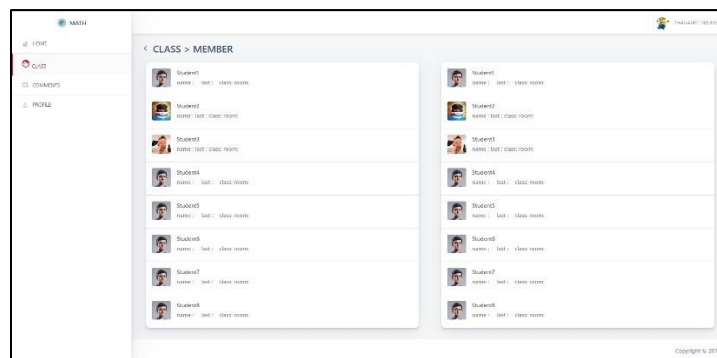 MATH
HOME
CLASS
COMMENTS
PROFILE
< CLASS > MEMBER
Student1
name : last : class: room:
Student2
name : last : class: room:
Student3
name : last : class: room:
Student4
name : last : class: room:
Student5
name : last : class: room:
Student6
name : last : class: room:
Student7
name : last : class: room:
Student8
name : last : class: room:
Student1
name : last : class: room:
Student2
name : last : class: room:
Student3
name : last : class: room:
Student4
name : last : class: room:
Student5
name : last : class: room:
Student6
name : last : class: room:
Student7
name : last : class: room:
Student8
name : last : class: room:
Copyright ©